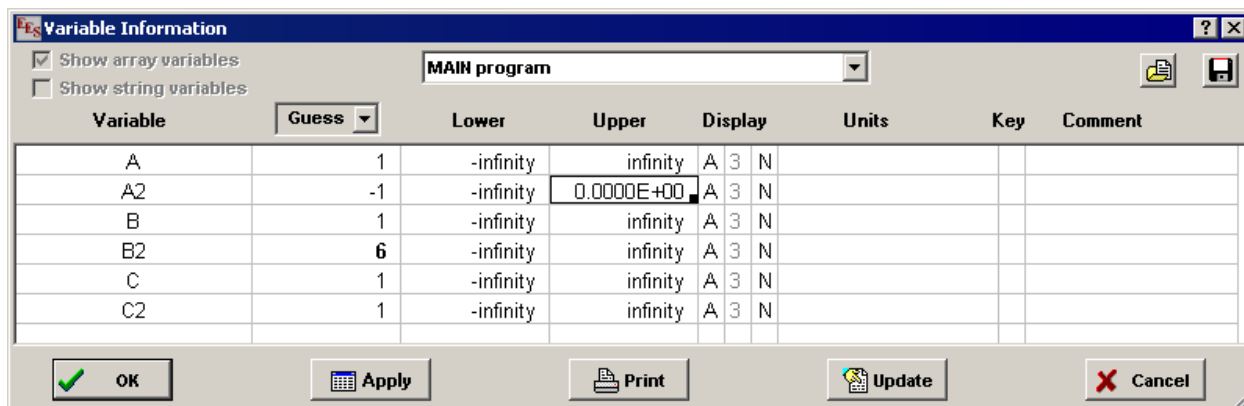 EES Variable Information
Show array variables
MAIN program
Show string variables
Variable Guess Lower Upper Display Units Key Comment
A 1 -infinity infinity A 3 N
A2 -1 -infinity 0.0000E+00 A 3 N
B 1 -infinity infinity A 3 N
B2 6 -infinity infinity A 3 N
C 1 -infinity infinity A 3 N
C2 1 -infinity infinity A 3 N
OK Apply Print Update Cancel